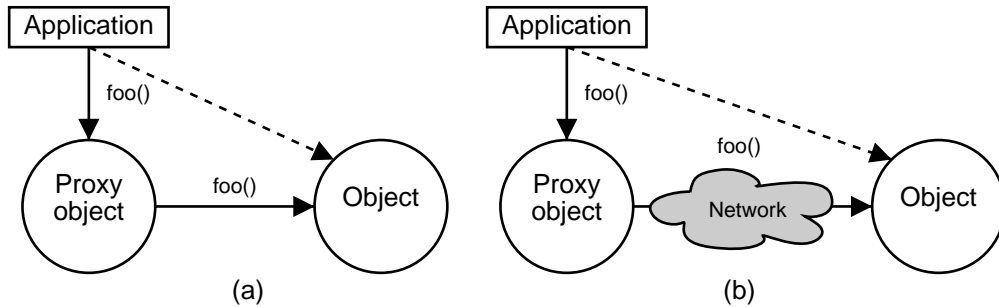 Application
foo()
Proxy
object
foo()
Object
(a)
Application
foo()
foo()
Proxy
object
Network
Object
(b)